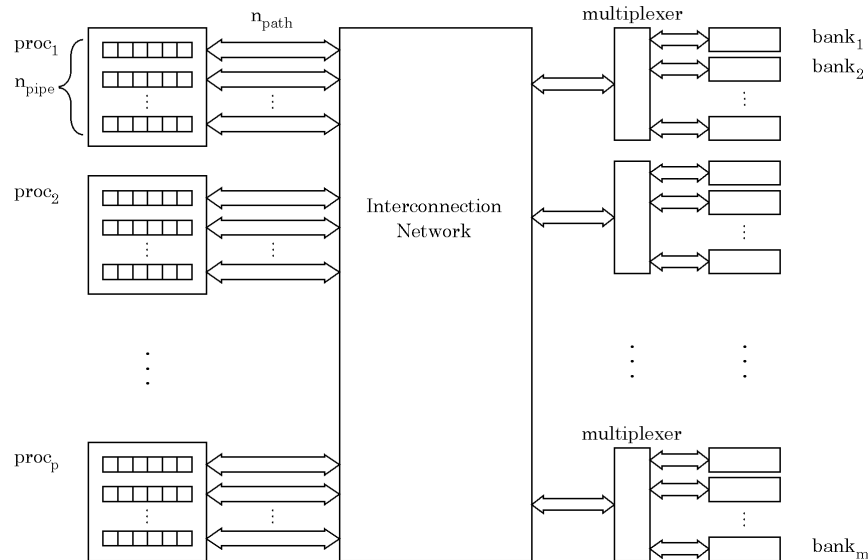 multiplexer
n_path
proc_1
bank_1
n_pipe
bank_2
proc_2
Interconnection
Network
multiplexer
proc_p
bank_m